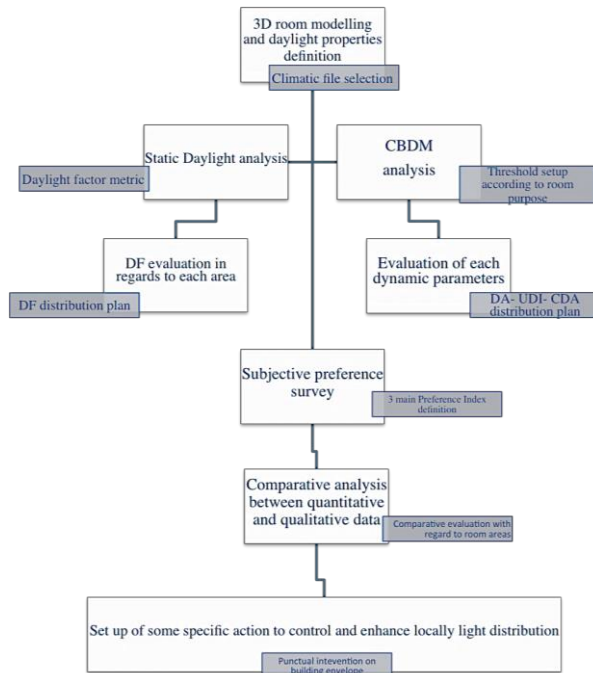 3D room modelling
and daylight properties
definition
Climatic file selection
Static Daylight analysis
Daylight factor metric
CBDM
analysis
Threshold setup
according to room
purpose
DF evaluation in
regards to each area
DF distribution plan
Evaluation of each
dynamic parameters
DA- UDI- CDA
distribution plan
Subjective preference
survey
3 main Preference Index
definition
Comparative analysis
between quantitative
and qualitative data
Comparative evaluation with
regard to room areas
Set up of some specific action to control and enhance locally light distribution
Punctual intevention on
building envelope